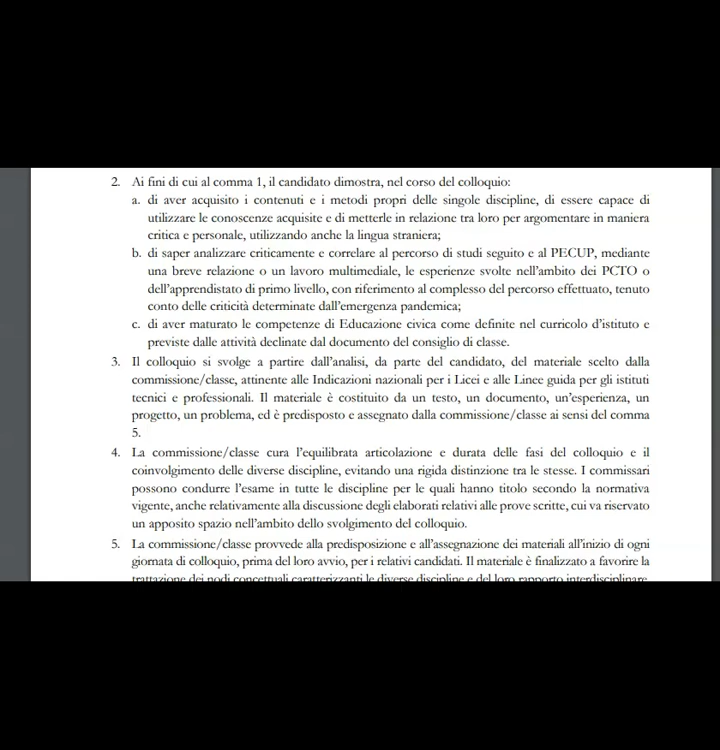 2. Ai fini di cui al comma 1, il candidato dimostra, nel corso del colloquio:
a. di aver acquisito i contenuti e i metodi propri delle singole discipline, di essere capace di
utilizzare le conoscenze acquisite e di metterle in relazione tra loro per argomentare in maniera
critica e personale, utilizzando anche la lingua straniera;
b. di saper analizzare criticamente e correlare al percorso di studi seguito e al PECUP, mediante
una breve relazione o un lavoro multimediale, le esperienze svolte nell'ambito dei PCTO o
dell'apprendistato di primo livello, con riferimento al complesso del percorso effettuato, tenuto
conto delle criticità determinate dall'emergenza pandemica;
c. di aver maturato le competenze di Educazione civica come definite nel curricolo d'istituto e
previste dalle attività declinate dal documento del consiglio di classe.
3. Il colloquio si svolge a partire dall'analisi, da parte del candidato, del materiale scelto dalla
commissione/classe, attinente alle Indicazioni nazionali per i Licei e alle Linee guida per gli istituti
tecnici e professionali. Il materiale è costituito da un testo, un documento, un'esperienza, un
progetto, un problema, ed è predisposto e assegnato dalla commissione/classe ai sensi del comma
5.
4. La commissione/classe cura l'equilibrata articolazione e durata delle fasi del colloquio e il
coinvolgimento delle diverse discipline, evitando una rigida distinzione tra le stesse. I commissari
possono condurre l'esame in tutte le discipline per le quali hanno titolo secondo la normativa
vigente, anche relativamente alla discussione degli elaborati relativi alle prove scritte, cui va riservato
un apposito spazio nell'ambito dello svolgimento del colloquio.
5. La commissione/classe provvede alla predisposizione e all'assegnazione dei materiali all'inizio di ogni
giornata di colloquio, prima del loro avvio, per i relativi candidati. Il materiale è finalizzato a favorire la
trattazione dei nodi concettuali caratterizzanti le diverse discipline e del loro rapporto interdisciplinare.